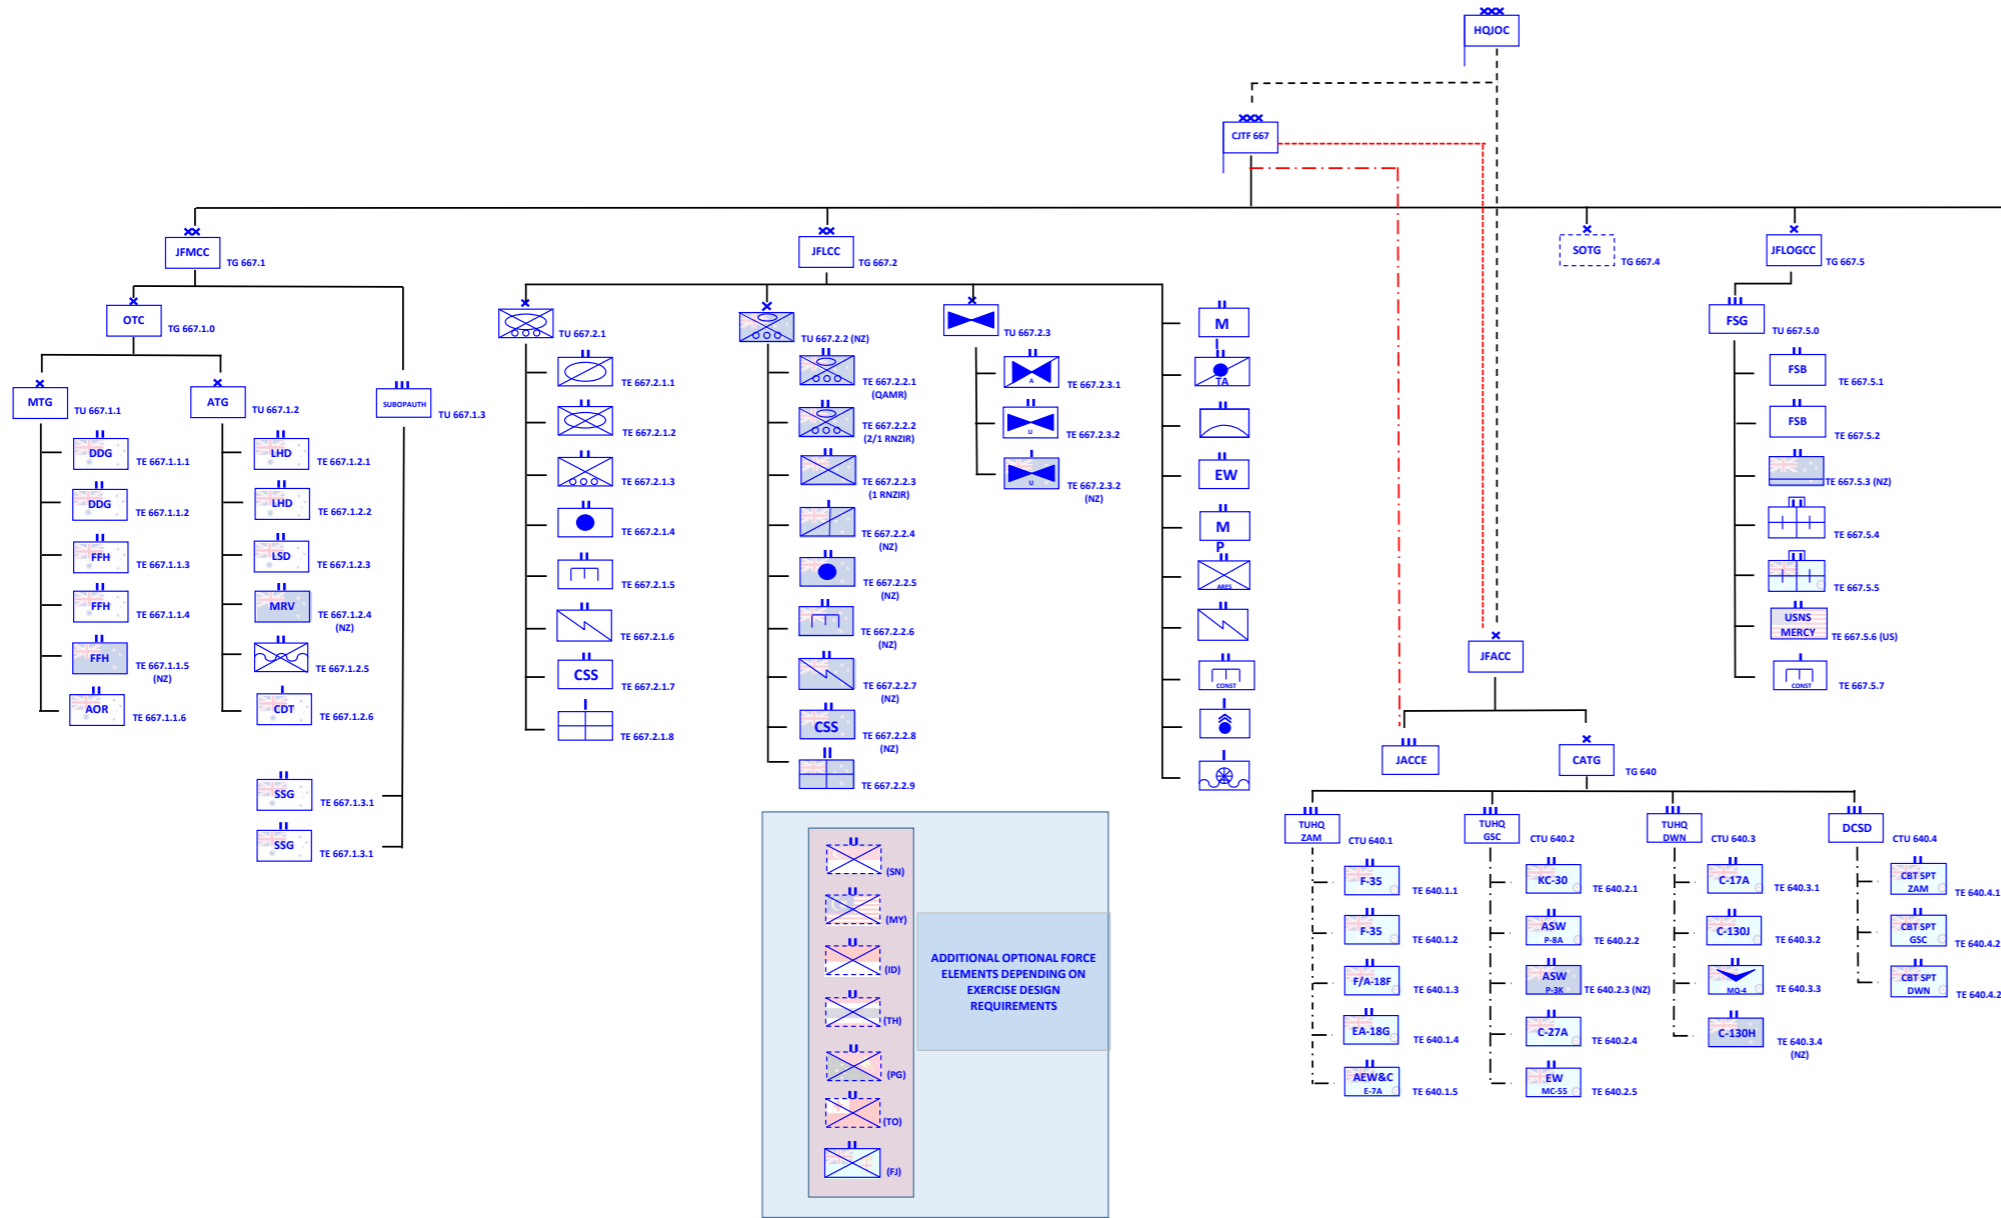 HQJOC
CJTF 667
JFMCC
TG 667.1
OTC
TG 667.1.0
MTG
TU 667.1.1
DDG
TE 667.1.1.1
DDG
TE 667.1.1.2
FFH
TE 667.1.1.3
FFH
TE 667.1.1.4
FFH
TE 667.1.1.5
(NZ)
AOR
TE 667.1.1.6
ATG
TU 667.1.2
LHD
TE 667.1.2.1
LHD
TE 667.1.2.2
LSD
TE 667.1.2.3
MRV
TE 667.1.2.4
(NZ)
TE 667.1.2.5
CDT
TE 667.1.2.6
SUBOPAUTH
TU 667.1.3
SSG
TE 667.1.3.1
SSG
TE 667.1.3.1
JFLCC
TG 667.2
TU 667.2.1
TE 667.2.1.1
TE 667.2.1.2
TE 667.2.1.3
TE 667.2.1.4
TE 667.2.1.5
TE 667.2.1.6
CSS
TE 667.2.1.7
TE 667.2.1.8
TU 667.2.2 (NZ)
TE 667.2.2.1
(QAMR)
TE 667.2.2.2
(2/1 RNZIR)
TE 667.2.2.3
(1 RNZIR)
TE 667.2.2.4
(NZ)
TE 667.2.2.5
(NZ)
TE 667.2.2.6
(NZ)
TE 667.2.2.7
(NZ)
CSS
TE 667.2.2.8
(NZ)
TE 667.2.2.9
TU 667.2.3
A
TE 667.2.3.1
U
TE 667.2.3.2
U
TE 667.2.3.2
(NZ)
M
I
TA
EW
M
P
ARES
CONST
SOTG
TG 667.4
JFLOGCC
TG 667.5
FSG
TU 667.5.0
FSB
TE 667.5.1
FSB
TE 667.5.2
TE 667.5.3 (NZ)
TE 667.5.4
TE 667.5.5
USNS
MERCY
TE 667.5.6 (US)
CONST
TE 667.5.7
JFACC
JACCE
CATG
TG 640
TUHQ
ZAM
CTU 640.1
F-35
TE 640.1.1
F-35
TE 640.1.2
F/A-18F
TE 640.1.3
EA-18G
TE 640.1.4
AEW&C
E-7A
TE 640.1.5
TUHQ
GSC
CTU 640.2
KC-30
TE 640.2.1
ASW
P-8A
TE 640.2.2
ASW
P-3K
TE 640.2.3 (NZ)
C-27A
TE 640.2.4
EW
MC-55
TE 640.2.5
TUHQ
DWN
CTU 640.3
C-17A
TE 640.3.1
C-130J
TE 640.3.2
MQ-4
TE 640.3.3
C-130H
TE 640.3.4
(NZ)
DCSD
CTU 640.4
CBT SPT
ZAM
TE 640.4.1
CBT SPT
GSC
TE 640.4.2
CBT SPT
DWN
TE 640.4.2
(SN)
(MY)
(ID)
(TH)
(PG)
(TO)
(FJ)
ADDITIONAL OPTIONAL FORCE
ELEMENTS DEPENDING ON
EXERCISE DESIGN
REQUIREMENTS